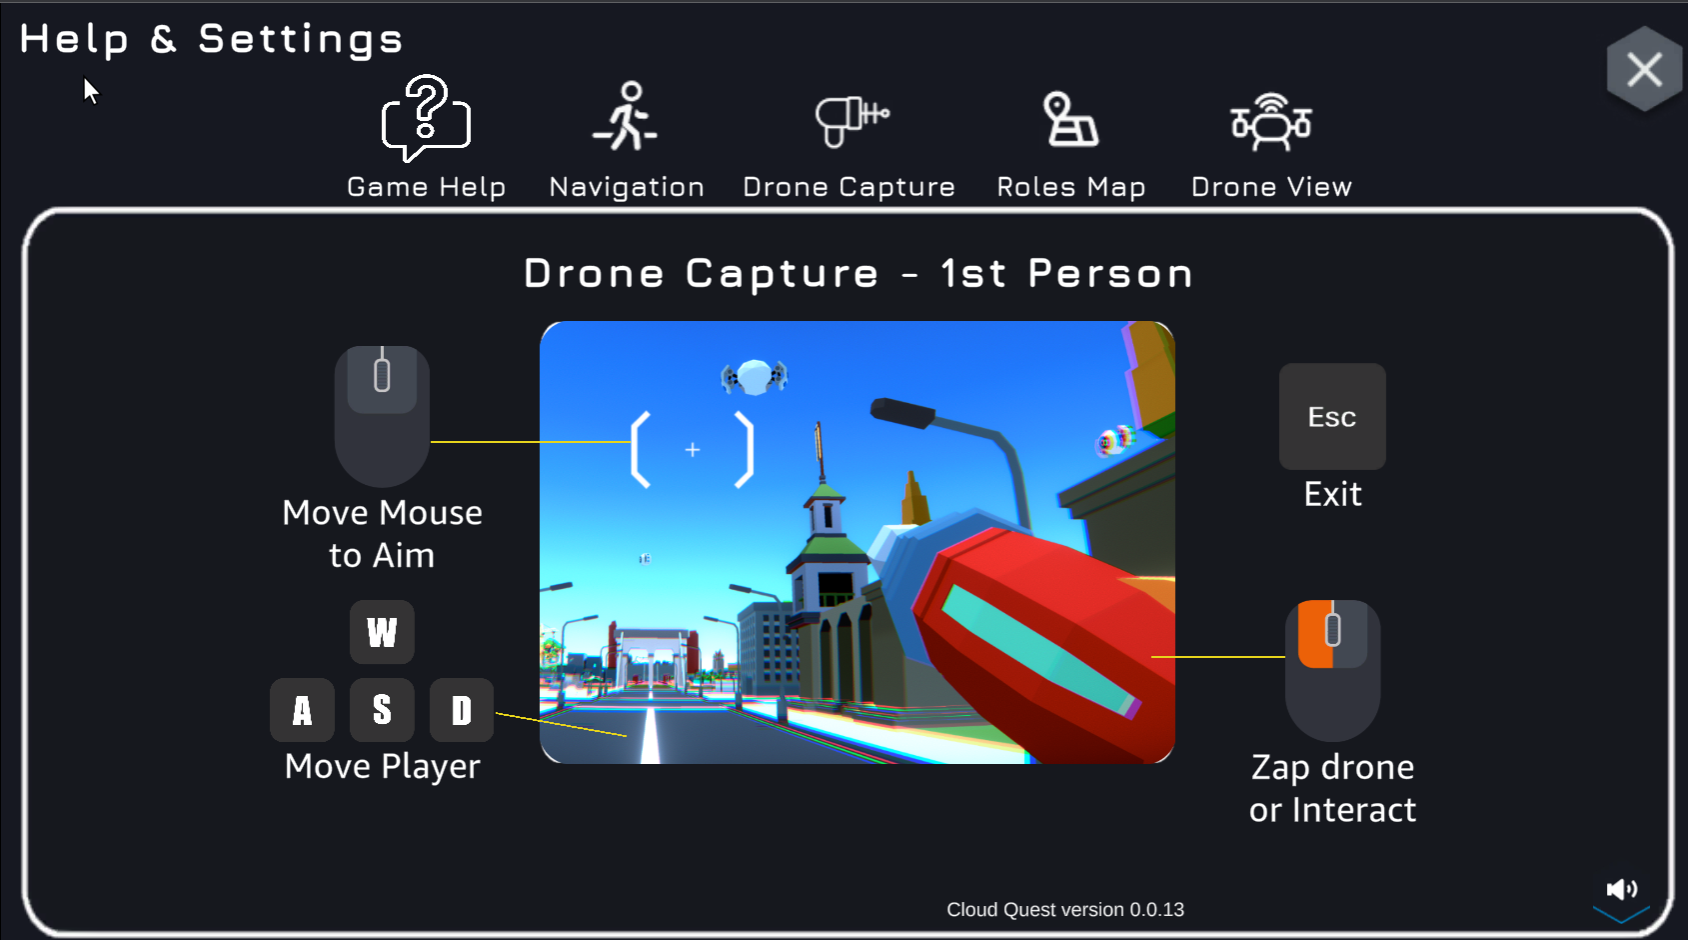 Help & Settings
Game Help
Navigation
Drone Capture
Roles Map
Drone View
Drone Capture - 1st Person
Move Mouse
to Aim
Esc
Exit
W
A S D
Move Player
Zap drone
or Interact
Cloud Quest version 0.0.13